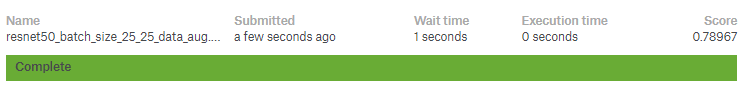 Name Submitted Wait time Execution time Score
resnet50_batch_size_25_25_data_aug.... a few seconds ago 1 seconds 0 seconds 0.78967
Complete